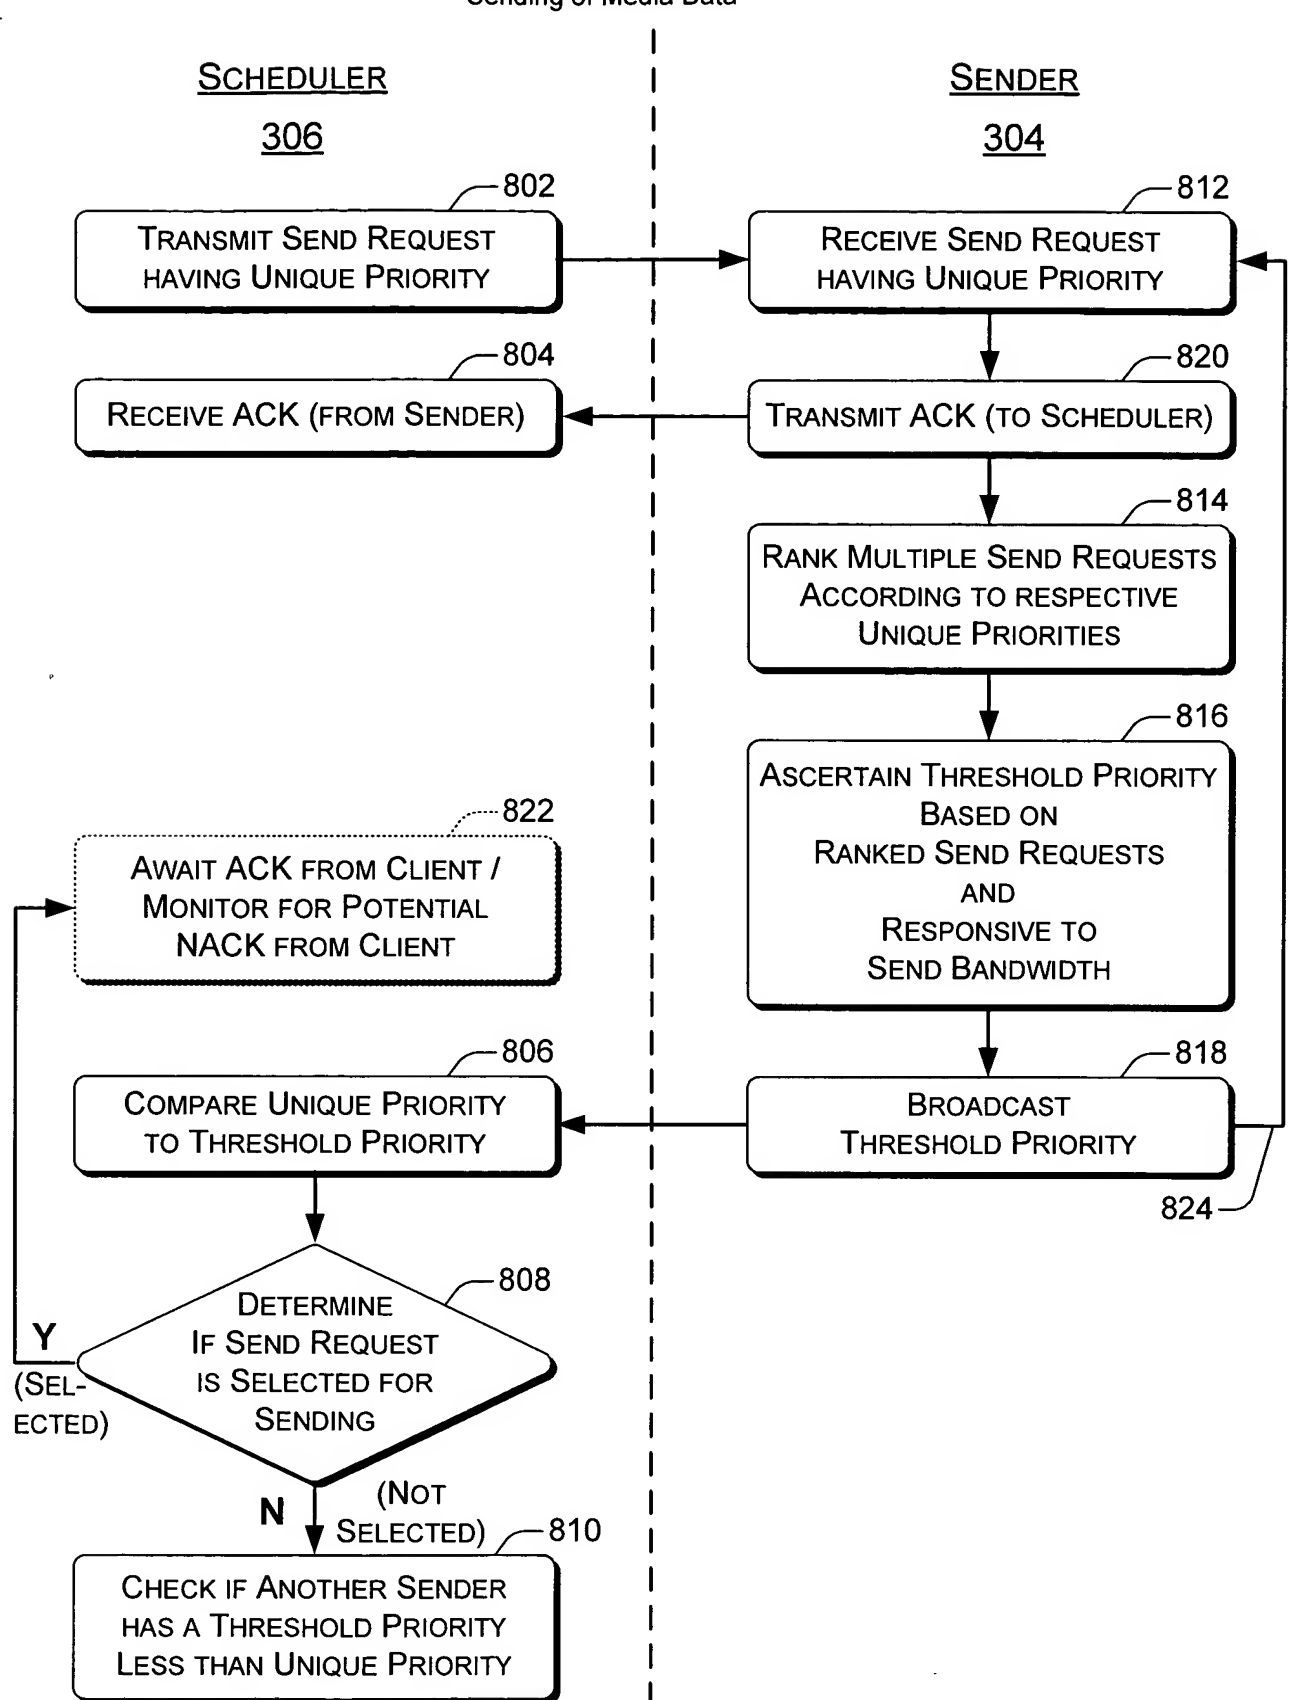 Sending of Media Data
SCHEDULER
306
SENDER
304
802
TRANSMIT SEND REQUEST
HAVING UNIQUE PRIORITY
812
RECEIVE SEND REQUEST
HAVING UNIQUE PRIORITY
804
RECEIVE ACK (FROM SENDER)
820
TRANSMIT ACK (TO SCHEDULER)
814
RANK MULTIPLE SEND REQUESTS
ACCORDING TO RESPECTIVE
UNIQUE PRIORITIES
816
ASCERTAIN THRESHOLD PRIORITY
BASED ON
RANKED SEND REQUESTS
AND
RESPONSIVE TO
SEND BANDWIDTH
822
AWAIT ACK FROM CLIENT /
MONITOR FOR POTENTIAL
NACK FROM CLIENT
806
COMPARE UNIQUE PRIORITY
TO THRESHOLD PRIORITY
818
BROADCAST
THRESHOLD PRIORITY
824
808
DETERMINE
IF SEND REQUEST
IS SELECTED FOR
SENDING
Y
(SEL-
ECTED)
N
(NOT
SELECTED)
810
CHECK IF ANOTHER SENDER
HAS A THRESHOLD PRIORITY
LESS THAN UNIQUE PRIORITY